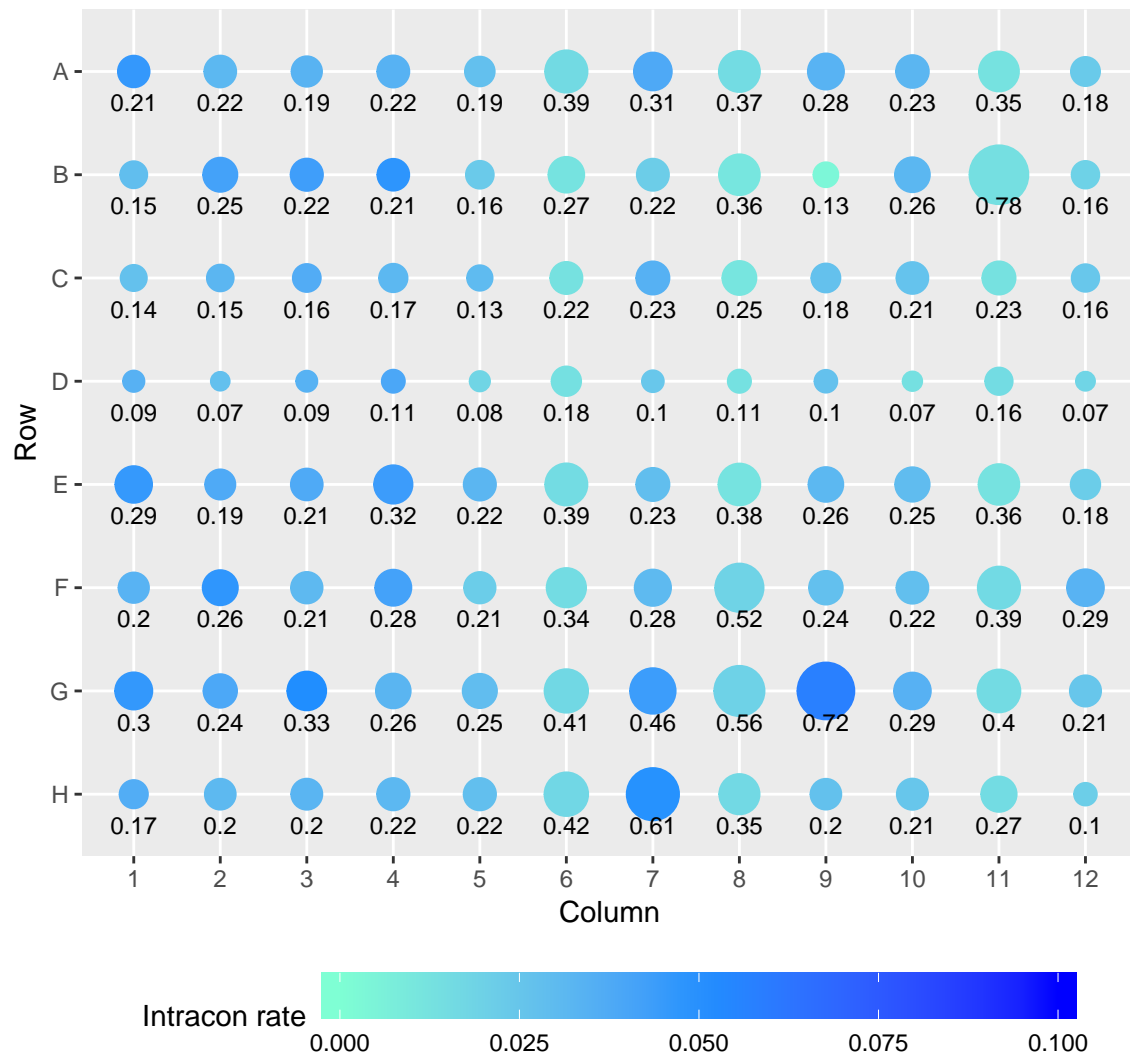 A
0.21 0.22 0.19 0.22 0.19 0.39 0.31 0.37 0.28 0.23 0.35 0.18
B
0.15 0.25 0.22 0.21 0.16 0.27 0.22 0.36 0.13 0.26 0.78 0.16
C
0.14 0.15 0.16 0.17 0.13 0.22 0.23 0.25 0.18 0.21 0.23 0.16
D
0.09 0.07 0.09 0.11 0.08 0.18 0.1 0.11 0.1 0.07 0.16 0.07
Row
E
0.29 0.19 0.21 0.32 0.22 0.39 0.23 0.38 0.26 0.25 0.36 0.18
F
0.2 0.26 0.21 0.28 0.21 0.34 0.28 0.52 0.24 0.22 0.39 0.29
G
0.3 0.24 0.33 0.26 0.25 0.41 0.46 0.56 0.72 0.29 0.4 0.21
H
0.17 0.2 0.2 0.22 0.22 0.42 0.61 0.35 0.2 0.21 0.27 0.1
1 2 3 4 5 6 7 8 9 10 11 12
Column
Intracon rate
0.000 0.025 0.050 0.075 0.100